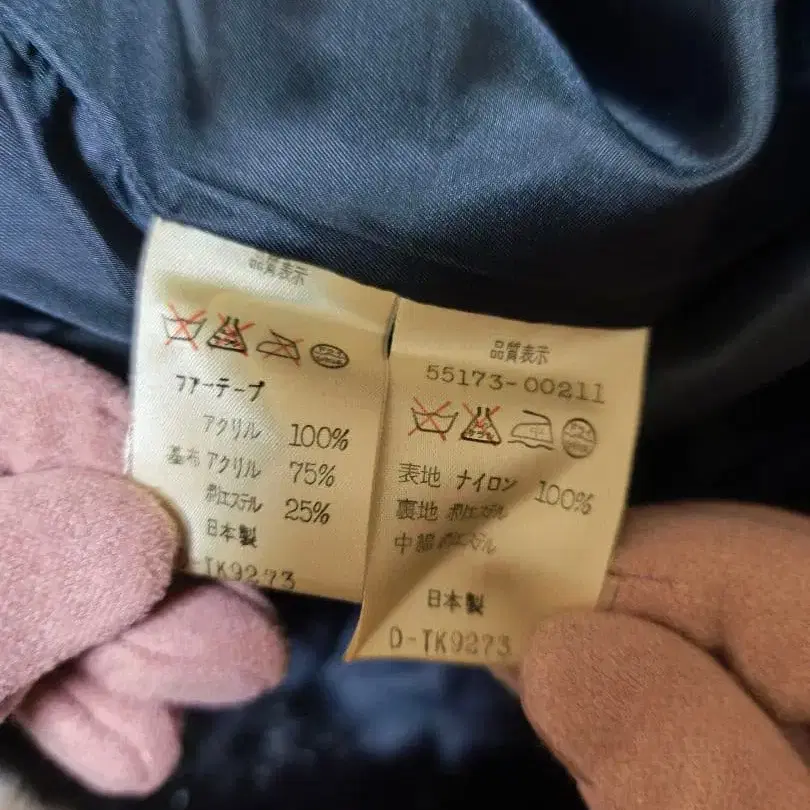 品質表示
ファーテープ
アクリル 100%
基布 アクリル 75%
ポリエステル 25%
日本製
-TK9273
品質表示
55173-00211
表地 ナイロン 100%
裏地 ポリエステル
中綿 ポリエステル
日本製
D-TK9273